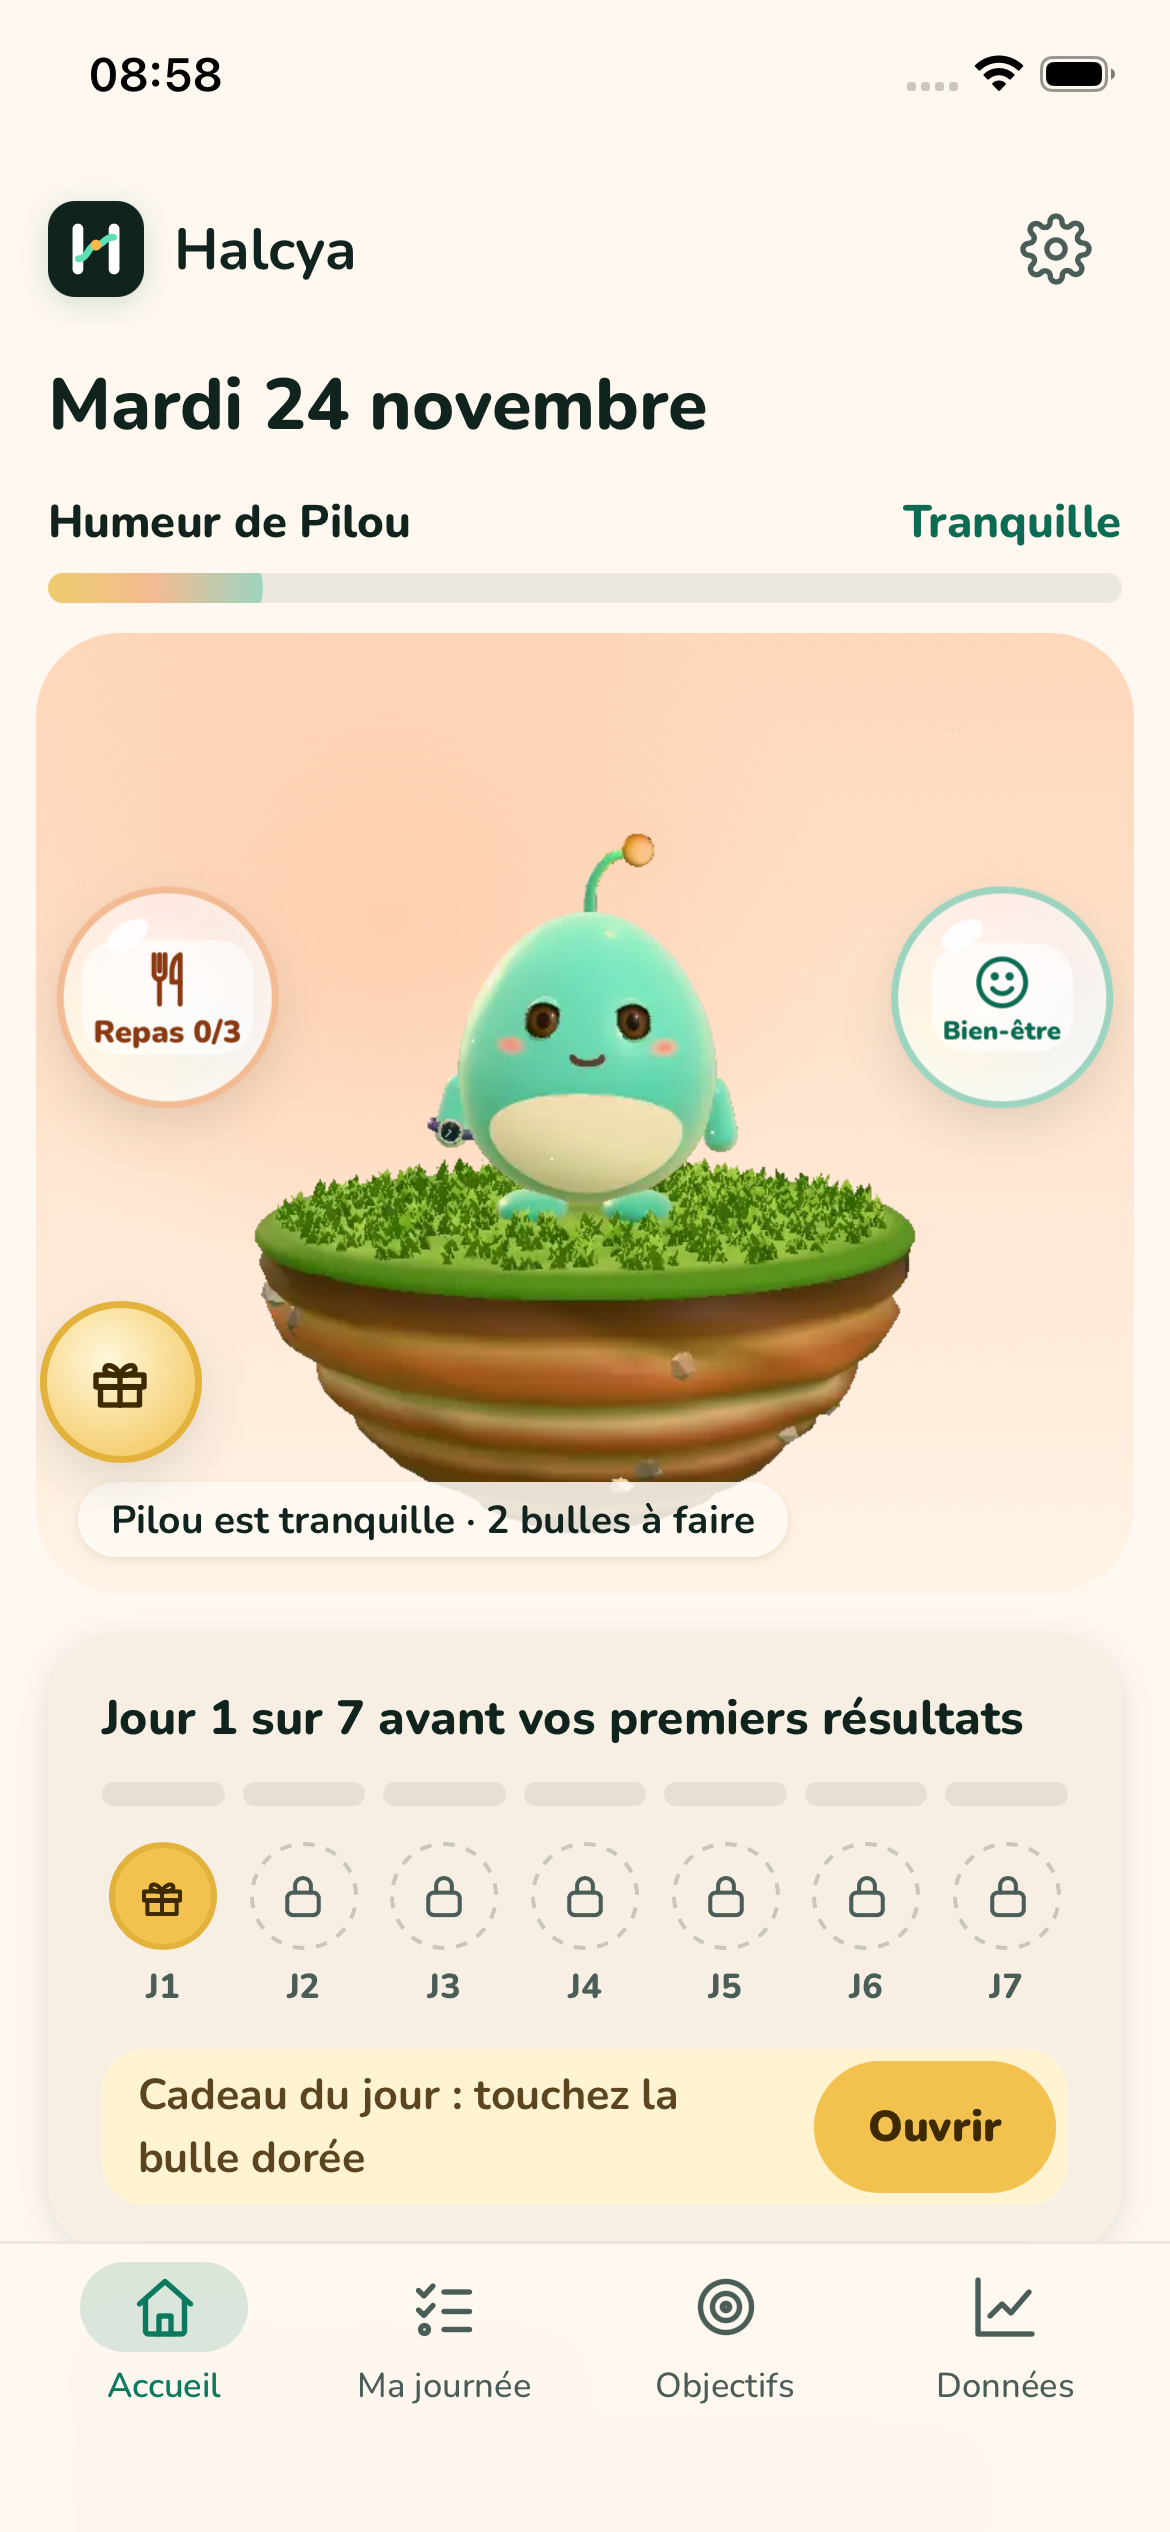 08:58
Halcya
Mardi 24 novembre
Humeur de Pilou
Tranquille
Repas 0/3
Bien-être
Pilou est tranquille · 2 bulles à faire
Jour 1 sur 7 avant vos premiers résultats
J1 J2 J3 J4 J5 J6 J7
Cadeau du jour : touchez la
bulle dorée
Ouvrir
Accueil Ma journée Objectifs Données